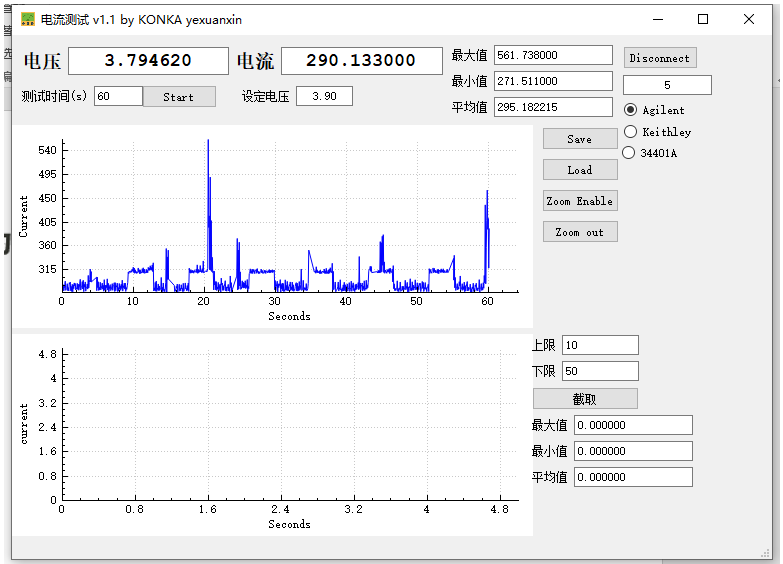 电流测试 v1.1 by KONKA yexuanxin
电压 3.794620 电流 290.133000
最大值 561.738000
最小值 271.511000
平均值 295.182215
Disconnect
5
测试时间(s) 60 Start 设定电压 3.90
Agilent
Keithley
34401A
Save
Load
Zoom Enable
Zoom out
Current
540
495
450
405
360
315
0 10 20 30 40 50 60
Seconds
current
4.8
4
3.2
2.4
1.6
0.8
0
0 0.8 1.6 2.4 3.2 4 4.8
Seconds
上限 10
下限 50
截取
最大值 0.000000
最小值 0.000000
平均值 0.000000